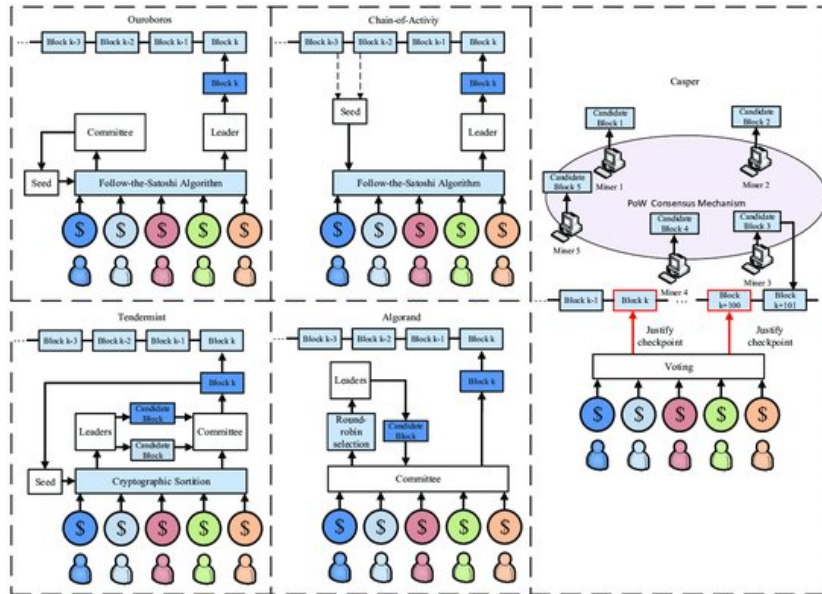 Ouroboros
Block k-3
Block k-2
Block k-1
Block k
Block k
Committee
Leader
Seed
Follow-the-Satoshi Algorithm
$ $ $ $ $
Chain-of-Activiy
Block k-3
Block k-2
Block k-1
Block k
Block k
Seed
Leader
Follow-the-Satoshi Algorithm
$ $ $ $ $
Casper
Candidate
Block 1
Candidate
Block 2
Miner 1
Miner 2
Candidate
Block 5
PoW Consensus Mechanism
Candidate
Block 4
Candidate
Block 3
Miner 5
Miner 4
Miner 3
Block k-1
Block k
...
Block
k+100
Block
k+101
Justify
checkpoint
Justify
checkpoint
Voting
$ $ $ $ $
Tendermint
Block k-3
Block k-2
Block k-1
Block k
Block k
Candidate
Block
Leaders
Committee
Candidate
Block
Seed
Cryptographic Sortition
$ $ $ $ $
Algorand
Block k-3
Block k-2
Block k-1
Block k
Leaders
Block k
Round-
robin
selection
Candidate
Block
Committee
$ $ $ $ $